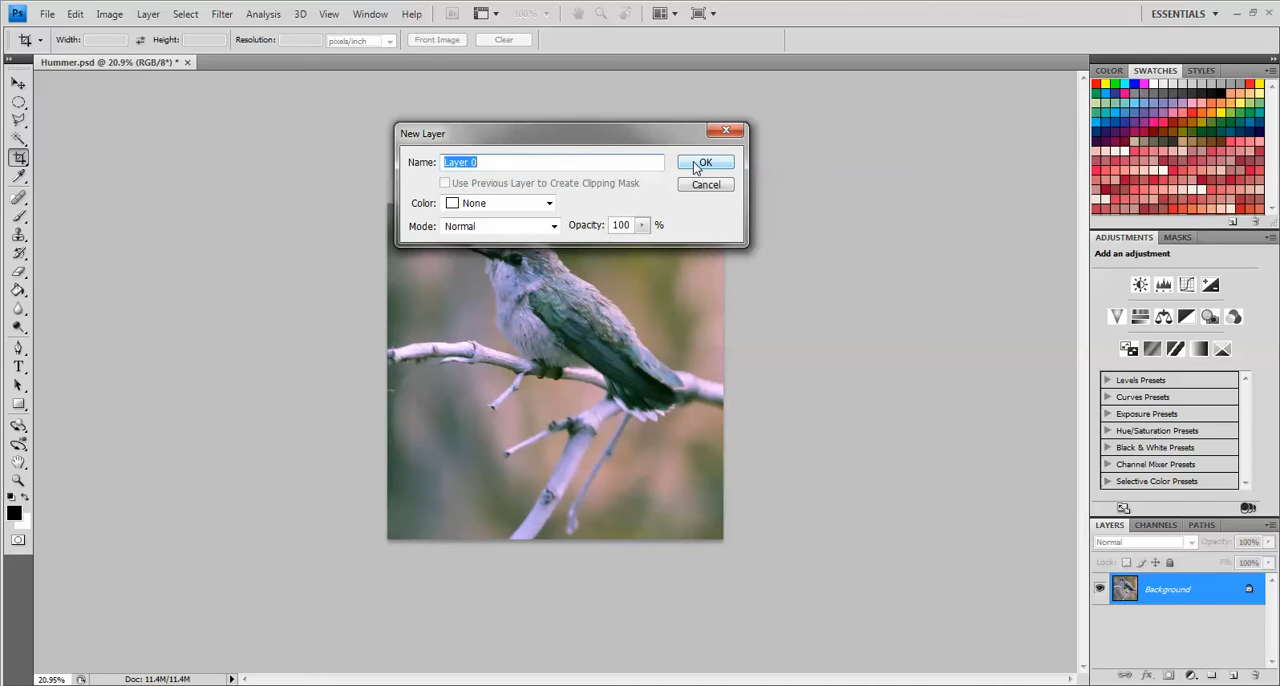 Ps File Edit Image Layer Select Filter Analysis 3D View Window Help Br 100% ESSENTIALS
Width: Height: Resolution: pixels/inch Front Image Clear
Hummer.psd @ 20.9% (RGB/8*) *
COLOR SWATCHES STYLES
New Layer
Name: Layer 0 OK
Use Previous Layer to Create Clipping Mask Cancel
Color: None
Mode: Normal Opacity: 100 %
ADJUSTMENTS MASKS
Add an adjustment
Levels Presets
Curves Presets
Exposure Presets
Hue/Saturation Presets
Black & White Presets
Channel Mixer Presets
Selective Color Presets
LAYERS CHANNELS PATHS
Normal Opacity: 100%
Lock: Fill: 100%
Background
T
20.95% Doc: 11.4M/11.4M